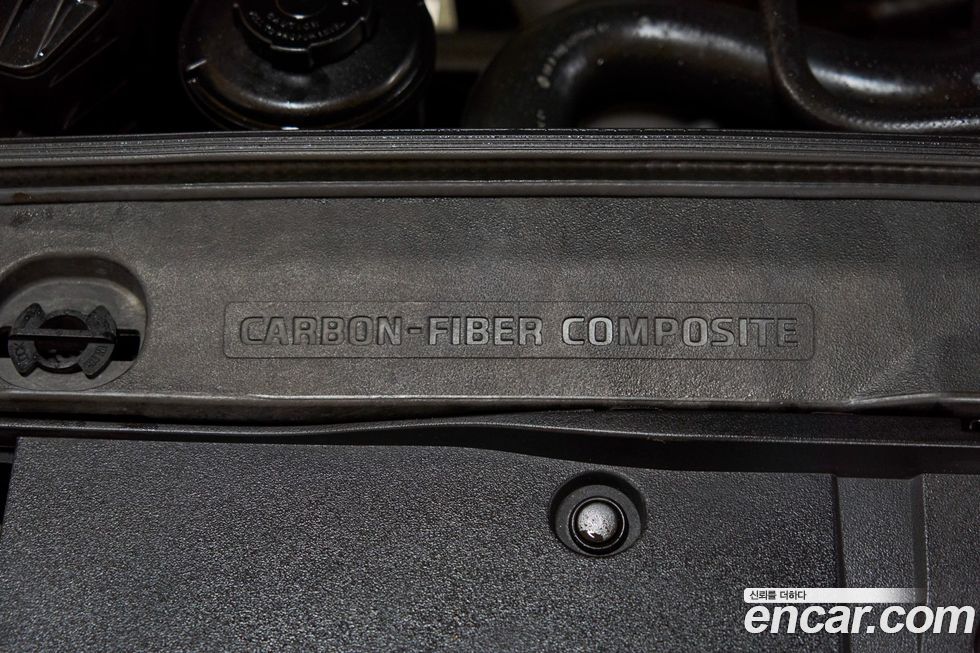 CARBON-FIBER COMPOSITE
신뢰를 더하다
encar.com